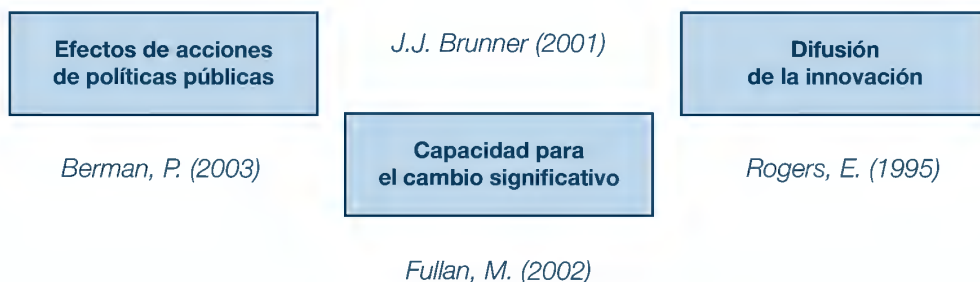 Efectos de acciones
de políticas públicas
J.J. Brunner (2001)
Difusión
de la innovación
Berman, P. (2003)
Capacidad para
el cambio significativo
Rogers, E. (1995)
Fullan, M. (2002)